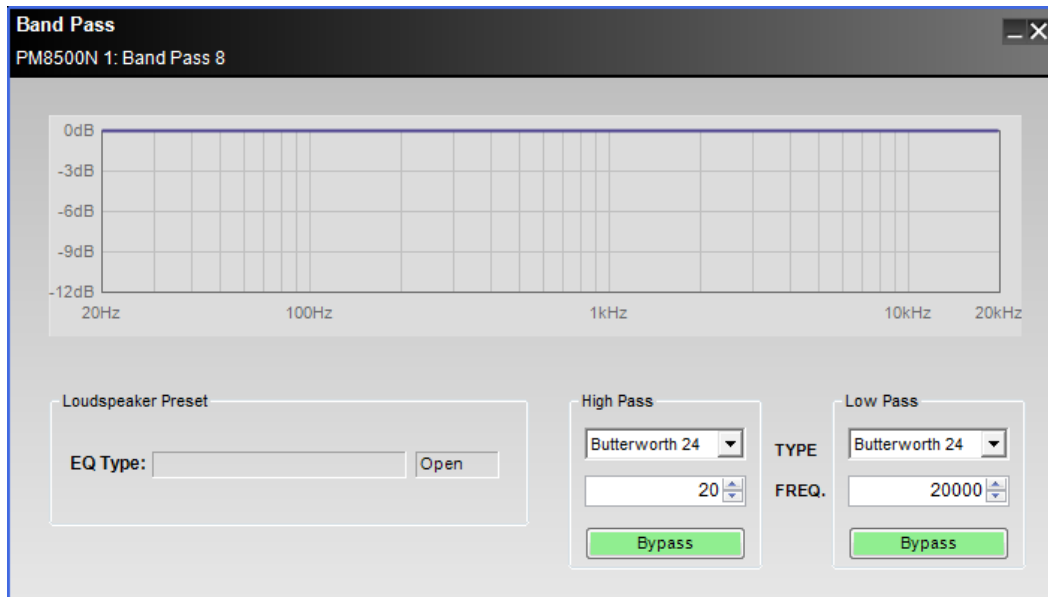 Band Pass
PM8500N 1: Band Pass 8
0dB
-3dB
-6dB
-9dB
-12dB
20Hz 100Hz 1kHz 10kHz 20kHz
Loudspeaker Preset
EQ Type: Open
High Pass
Butterworth 24
20
Bypass
TYPE
FREQ.
Low Pass
Butterworth 24
20000
Bypass